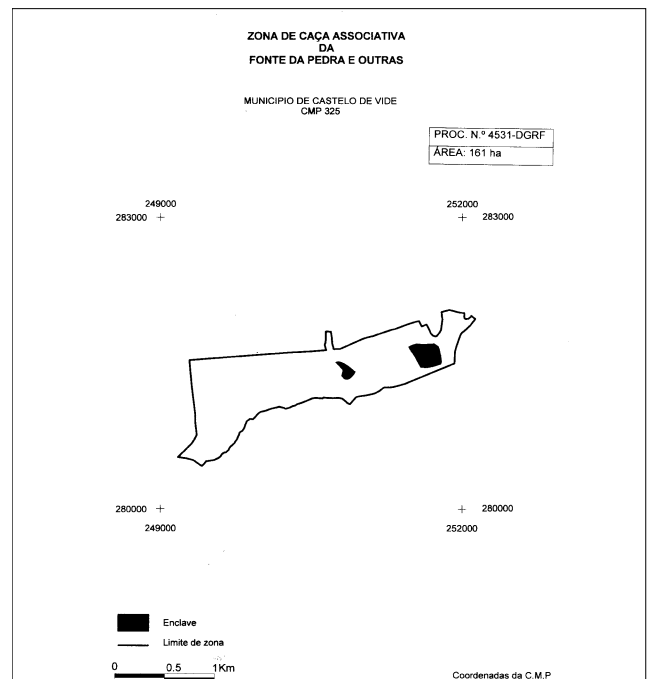 ZONA DE CAÇA ASSOCIATIVA
DA
FONTE DA PEDRA E OUTRAS
MUNICIPIO DE CASTELO DE VIDE
CMP 325
PROC. N.º 4531-DGRF
ÁREA: 161 ha
249000 252000
283000 283000
280000 280000
249000 252000
Enclave
Limite de zona
0 0.5 1Km
Coordenadas da C.M.P